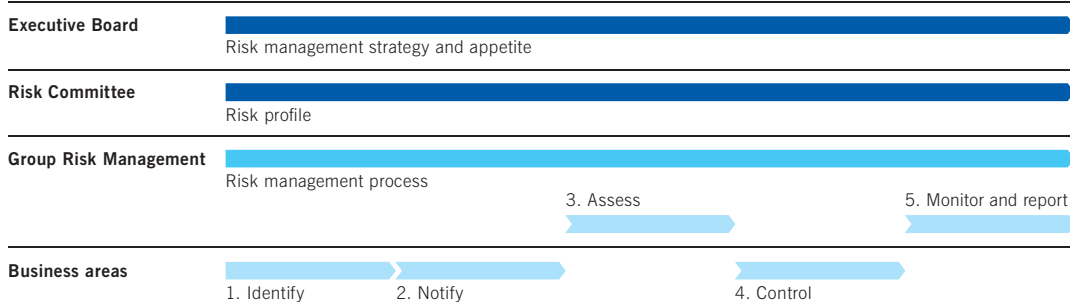 Executive Board
Risk management strategy and appetite
Risk Committee
Risk profile
Group Risk Management
Risk management process
3. Assess
5. Monitor and report
Business areas
1. Identify
2. Notify
4. Control